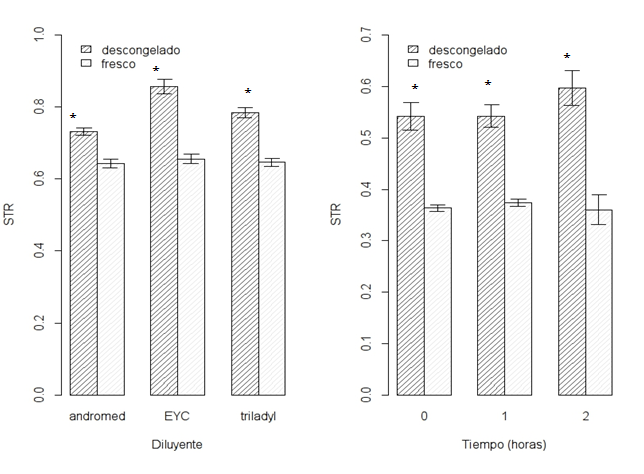 1.0
0.8
0.6
0.4
0.2
0.0
STR
descongelado
fresco
*
*
*
andromed
EYC
triladyl
Diluyente
0.7
0.6
0.5
0.4
0.3
0.2
0.1
0.0
STR
descongelado
fresco
*
*
*
0
1
2
Tiempo (horas)